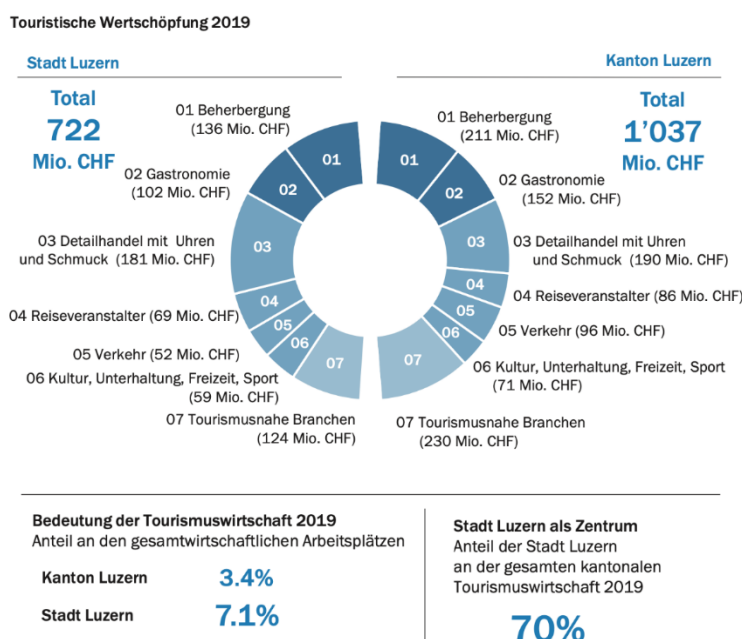 Touristische Wertschöpfung 2019
Stadt Luzern
Total
722
Mio. CHF
01 Beherbergung
(136 Mio. CHF)
02 Gastronomie
(102 Mio. CHF)
03 Detailhandel mit Uhren
und Schmuck (181 Mio. CHF)
04 Reiseveranstalter (69 Mio. CHF)
05 Verkehr (52 Mio. CHF)
06 Kultur, Unterhaltung, Freizeit, Sport
(59 Mio. CHF)
07 Tourismusnahe Branchen
(124 Mio. CHF)
01
02
03
04
05
06
07
Kanton Luzern
Total
1’037
Mio. CHF
01 Beherbergung
(211 Mio. CHF)
02 Gastronomie
(152 Mio. CHF)
03 Detailhandel mit Uhren
und Schmuck (190 Mio. CHF)
04 Reiseveranstalter (86 Mio. CHF)
05 Verkehr (96 Mio. CHF)
06 Kultur, Unterhaltung, Freizeit, Sport
(71 Mio. CHF)
07 Tourismusnahe Branchen
(230 Mio. CHF)
01
02
03
04
05
06
07
Bedeutung der Tourismuswirtschaft 2019
Anteil an den gesamtwirtschaftlichen Arbeitsplätzen
Kanton Luzern 3.4%
Stadt Luzern 7.1%
Stadt Luzern als Zentrum
Anteil der Stadt Luzern
an der gesamten kantonalen
Tourismuswirtschaft 2019
70%